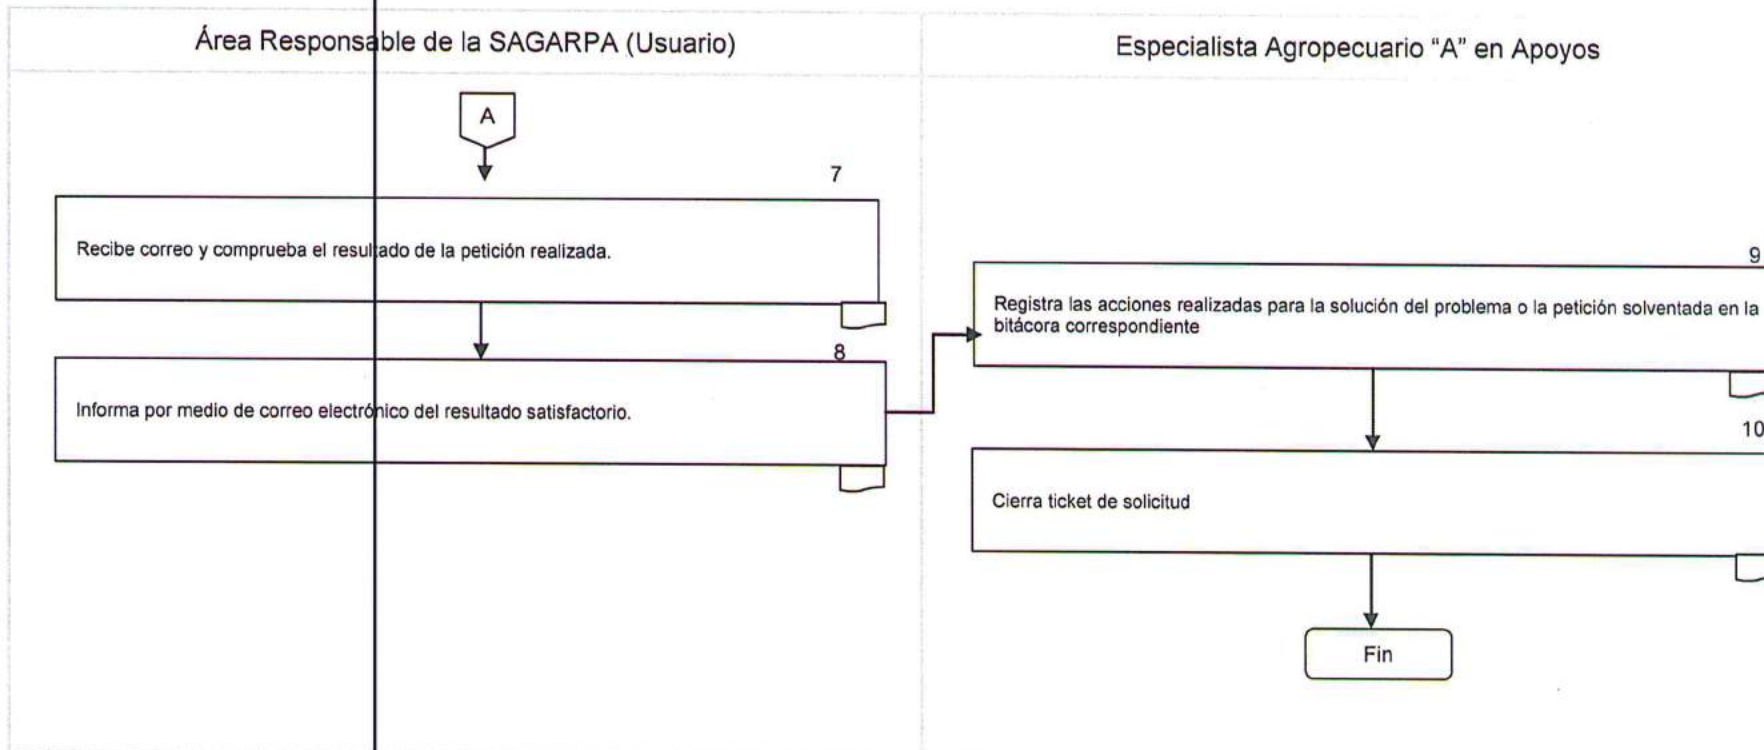 Área Responsable de la SAGARPA (Usuario)
Especialista Agropecuario “A” en Apoyos
A
7
Recibe correo y comprueba el resultado de la petición realizada.
8
Informa por medio de correo electrónico del resultado satisfactorio.
9
Registra las acciones realizadas para la solución del problema o la petición solventada en la
bitácora correspondiente
10
Cierra ticket de solicitud
Fin